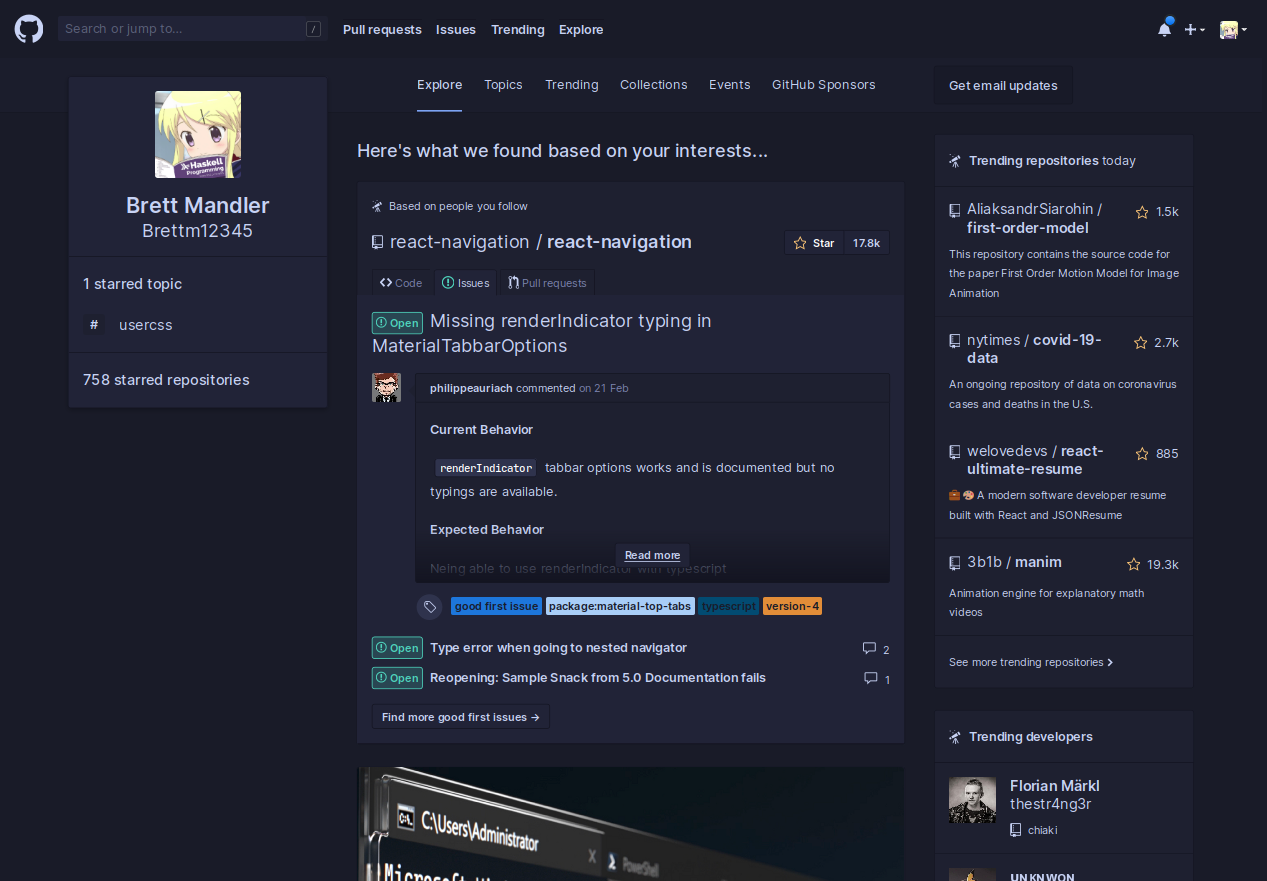 Search or jump to...
/
Pull requests
Issues
Trending
Explore
Explore
Topics
Trending
Collections
Events
GitHub Sponsors
Get email updates
Haskell
Programming
Brett Mandler
Brettm12345
1 starred topic
# usercss
758 starred repositories
Here's what we found based on your interests...
Based on people you follow
react-navigation / react-navigation
Star 17.8k
Code
Issues
Pull requests
Open Missing renderIndicator typing in
MaterialTabbarOptions
philippeauriach commented on 21 Feb
Current Behavior
renderIndicator tabbar options works and is documented but no
typings are available.
Expected Behavior
Neing able to use renderIndicator with typescript
Read more
good first issue
package:material-top-tabs
typescript
version-4
Open Type error when going to nested navigator 2
Open Reopening: Sample Snack from 5.0 Documentation fails 1
Find more good first issues →
C:\Users\Administrator X PowerShell
Trending repositories today
AliaksandrSiarohin / 1.5k
first-order-model
This repository contains the source code for
the paper First Order Motion Model for Image
Animation
nytimes / covid-19- 2.7k
data
An ongoing repository of data on coronavirus
cases and deaths in the U.S.
welovedevs / react- 885
ultimate-resume
💼🎨 A modern software developer resume
built with React and JSONResume
3b1b / manim 19.3k
Animation engine for explanatory math
videos
See more trending repositories
Trending developers
Florian Märkl
thestr4ng3r
chiaki
UNKNWON